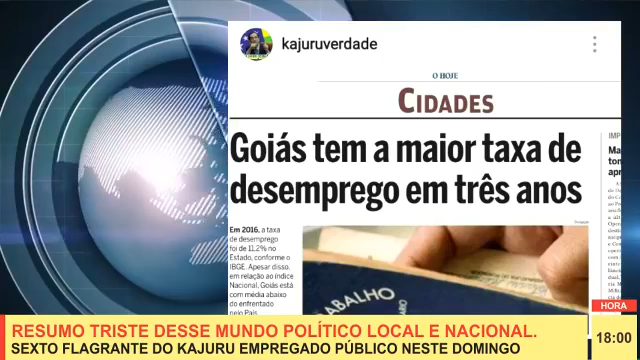 kajuruverdade
O HOJE
CIDADES
Goiás tem a maior taxa de
desemprego em três anos
Em 2016, a taxa
de desemprego
foi de 11,2% no
Estado, conforme o
IBGE. Apesar disso,
em relação ao índice
Nacional, Goiás está
com média abaixo
do enfrentado
pelo País
TRABALHO
HORA
RESUMO TRISTE DESSE MUNDO POLÍTICO LOCAL E NACIONAL.
18:00
SEXTO FLAGRANTE DO KAJURU EMPREGADO PÚBLICO NESTE DOMINGO